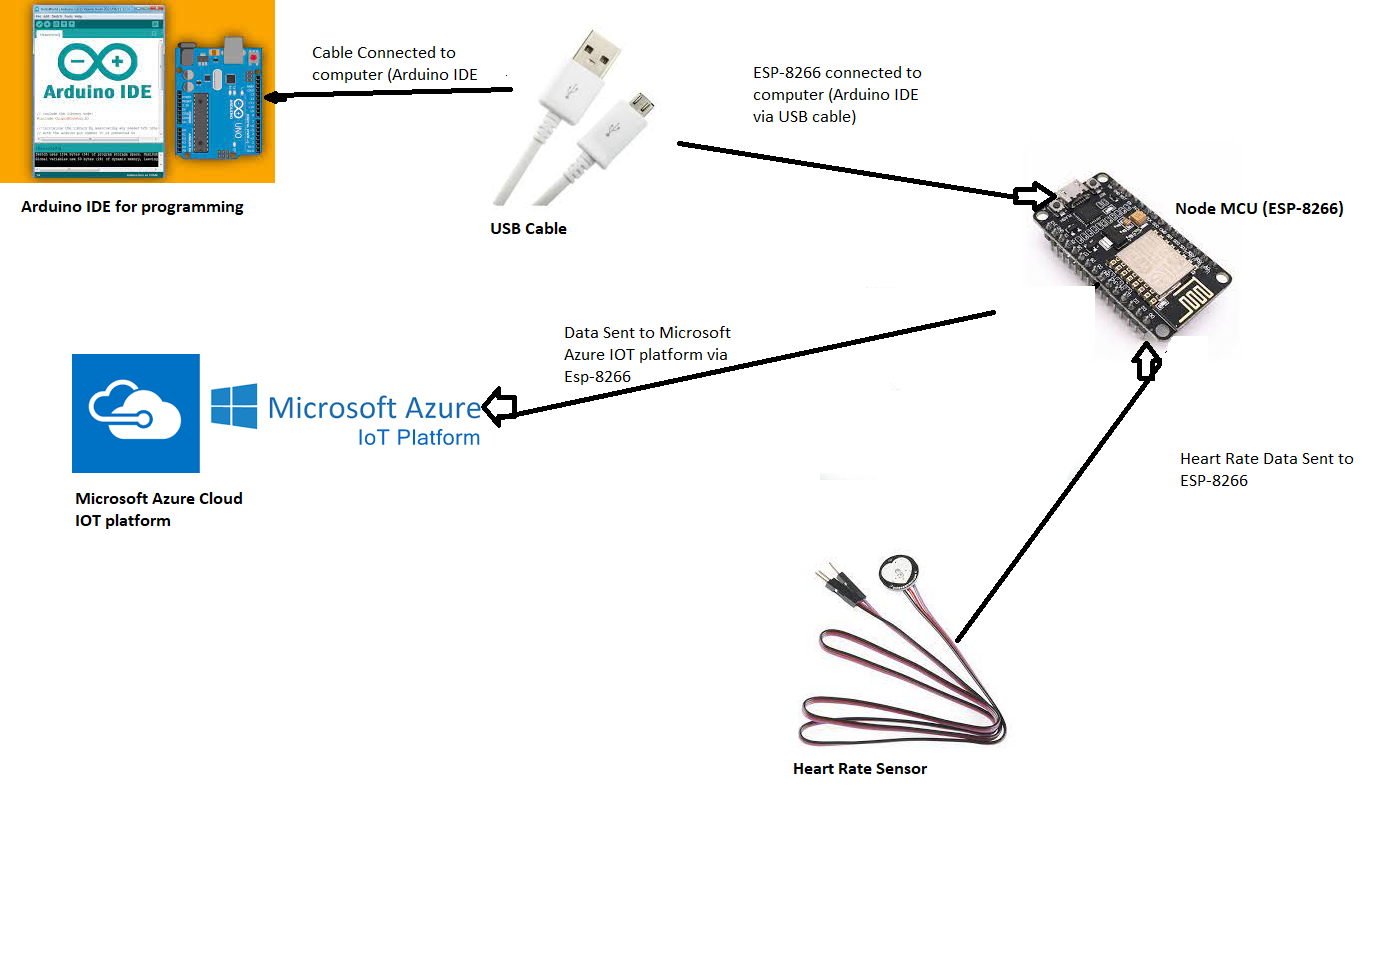 Arduino IDE
Arduino IDE for programming
Cable Connected to
computer (Arduino IDE
USB Cable
ESP-8266 connected to
computer (Arduino IDE
via USB cable)
Node MCU (ESP-8266)
Data Sent to Microsoft
Azure IOT platform via
Esp-8266
Microsoft Azure
IoT Platform
Microsoft Azure Cloud
IOT platform
Heart Rate Data Sent to
ESP-8266
Heart Rate Sensor